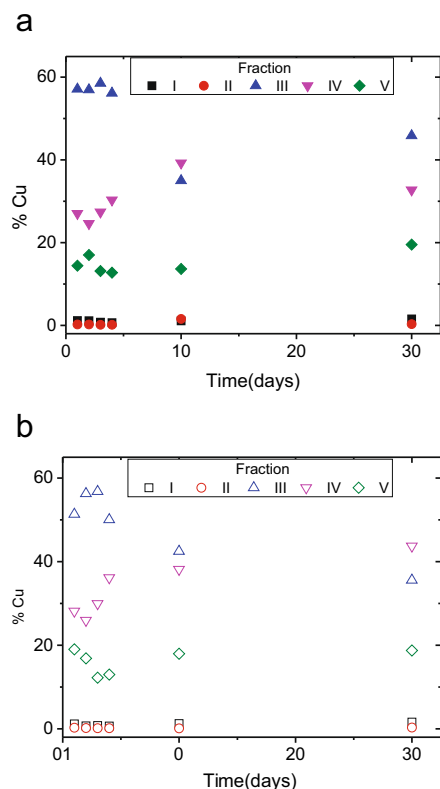 a
Fraction
I II III IV V
60
40
20
0
% Cu
0 10 20 30
Time(days)
b
Fraction
I II III IV V
60
40
20
0
% Cu
01 0 20 30
Time(days)